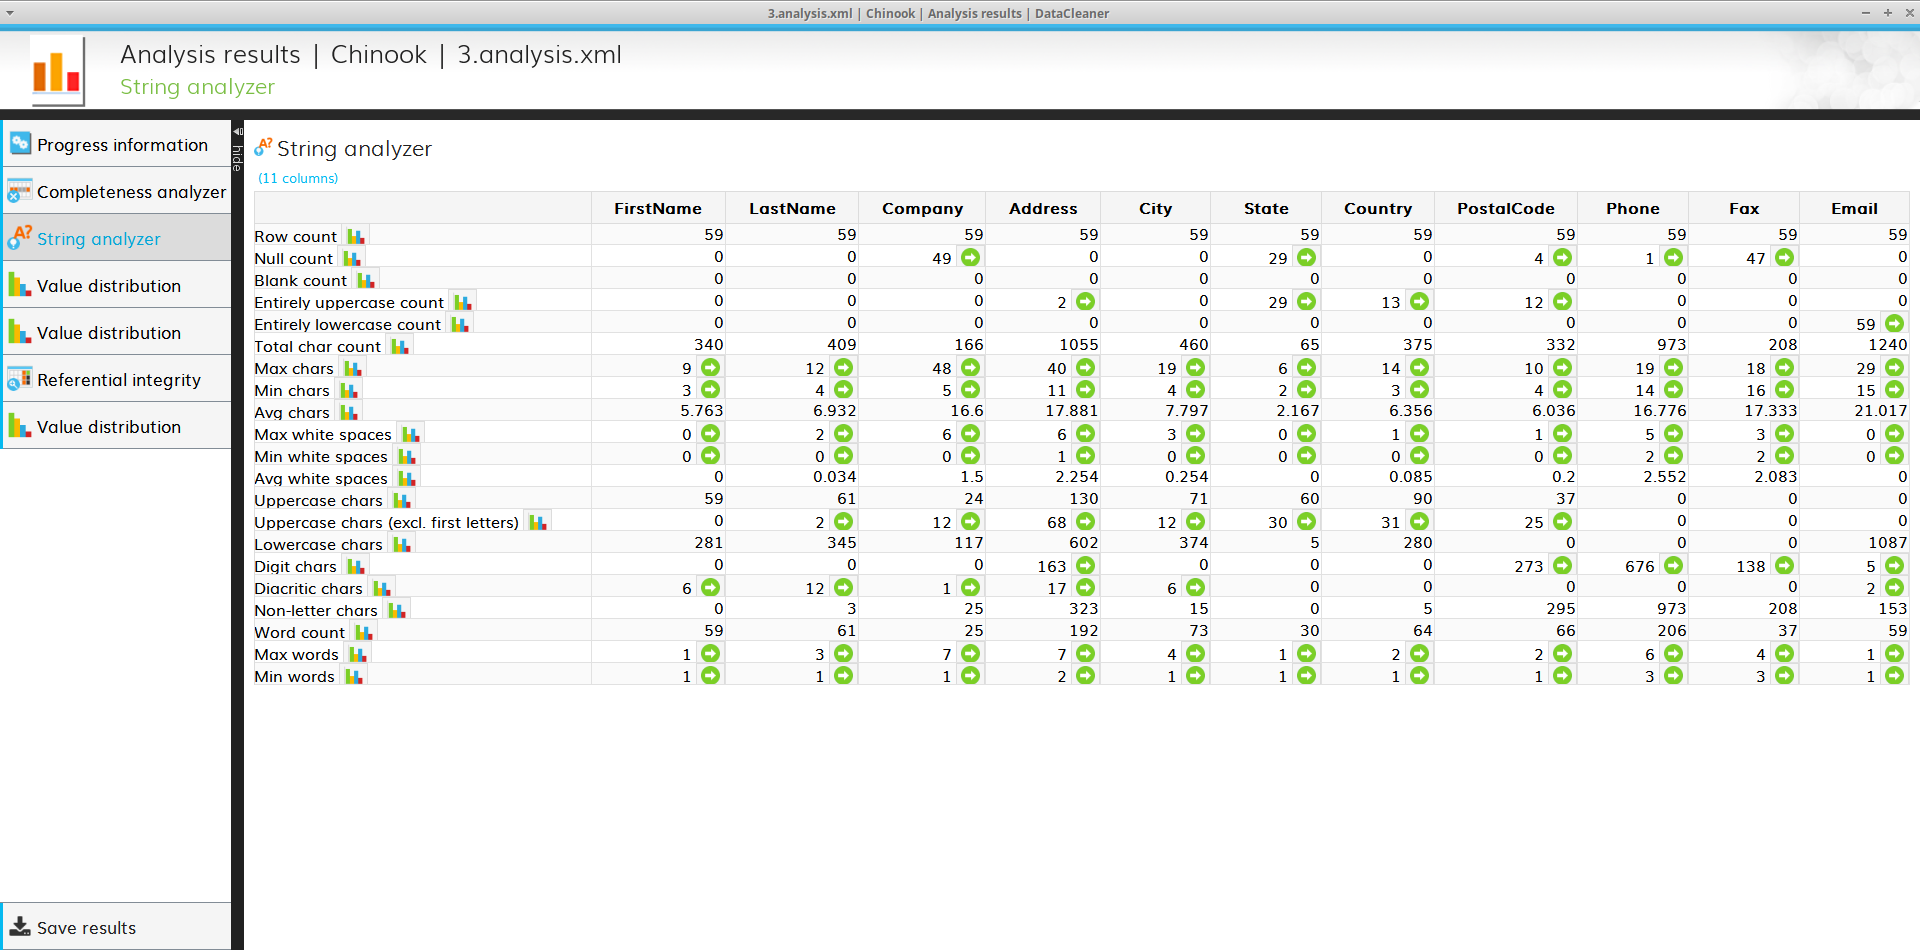 3.analysis.xml | Chinook | Analysis results | DataCleaner
Analysis results | Chinook | 3.analysis.xml
String analyzer
Progress information
Completeness analyzer
String analyzer
Value distribution
Value distribution
Referential integrity
Value distribution
Save results
hide
String analyzer
(11 columns)
FirstName LastName Company Address City State Country PostalCode Phone Fax Email
Row count 59 59 59 59 59 59 59 59 59 59 59
Null count 0 0 49 0 0 29 0 4 1 47 0
Blank count 0 0 0 0 0 0 0 0 0 0 0
Entirely uppercase count 0 0 0 2 0 29 13 12 0 0 0
Entirely lowercase count 0 0 0 0 0 0 0 0 0 0 59
Total char count 340 409 166 1055 460 65 375 332 973 208 1240
Max chars 9 12 48 40 19 6 14 10 19 18 29
Min chars 3 4 5 11 4 2 3 4 14 16 15
Avg chars 5.763 6.932 16.6 17.881 7.797 2.167 6.356 6.036 16.776 17.333 21.017
Max white spaces 0 2 6 6 3 0 1 1 5 3 0
Min white spaces 0 0 0 1 0 0 0 0 2 2 0
Avg white spaces 0 0.034 1.5 2.254 0.254 0 0.085 0.2 2.552 2.083 0
Uppercase chars 59 61 24 130 71 60 90 37 0 0 0
Uppercase chars (excl. first letters) 0 2 12 68 12 30 31 25 0 0 0
Lowercase chars 281 345 117 602 374 5 280 0 0 0 1087
Digit chars 0 0 0 163 0 0 0 273 676 138 5
Diacritic chars 6 12 1 17 6 0 0 0 0 0 2
Non-letter chars 0 3 25 323 15 0 5 295 973 208 153
Word count 59 61 25 192 73 30 64 66 206 37 59
Max words 1 3 7 7 4 1 2 2 6 4 1
Min words 1 1 1 2 1 1 1 1 3 3 1